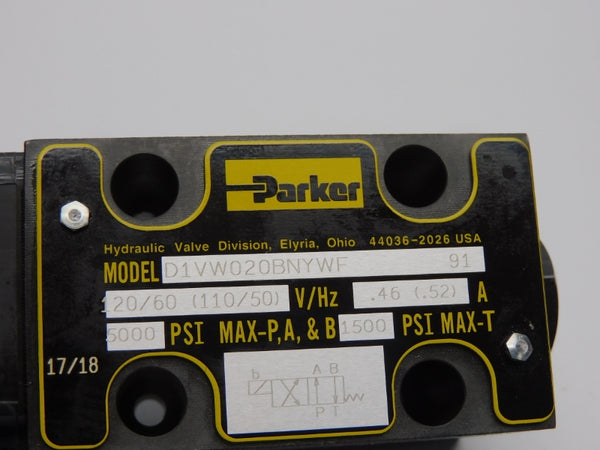 Parker
Hydraulic Valve Division, Elyria, Ohio 44036-2026 USA
MODEL D1VW020BNYWF 91
120/60 (110/50) V/Hz .46 (.52) A
5000 PSI MAX-P,A, & B 1500 PSI MAX-T
17/18
b A B
P T